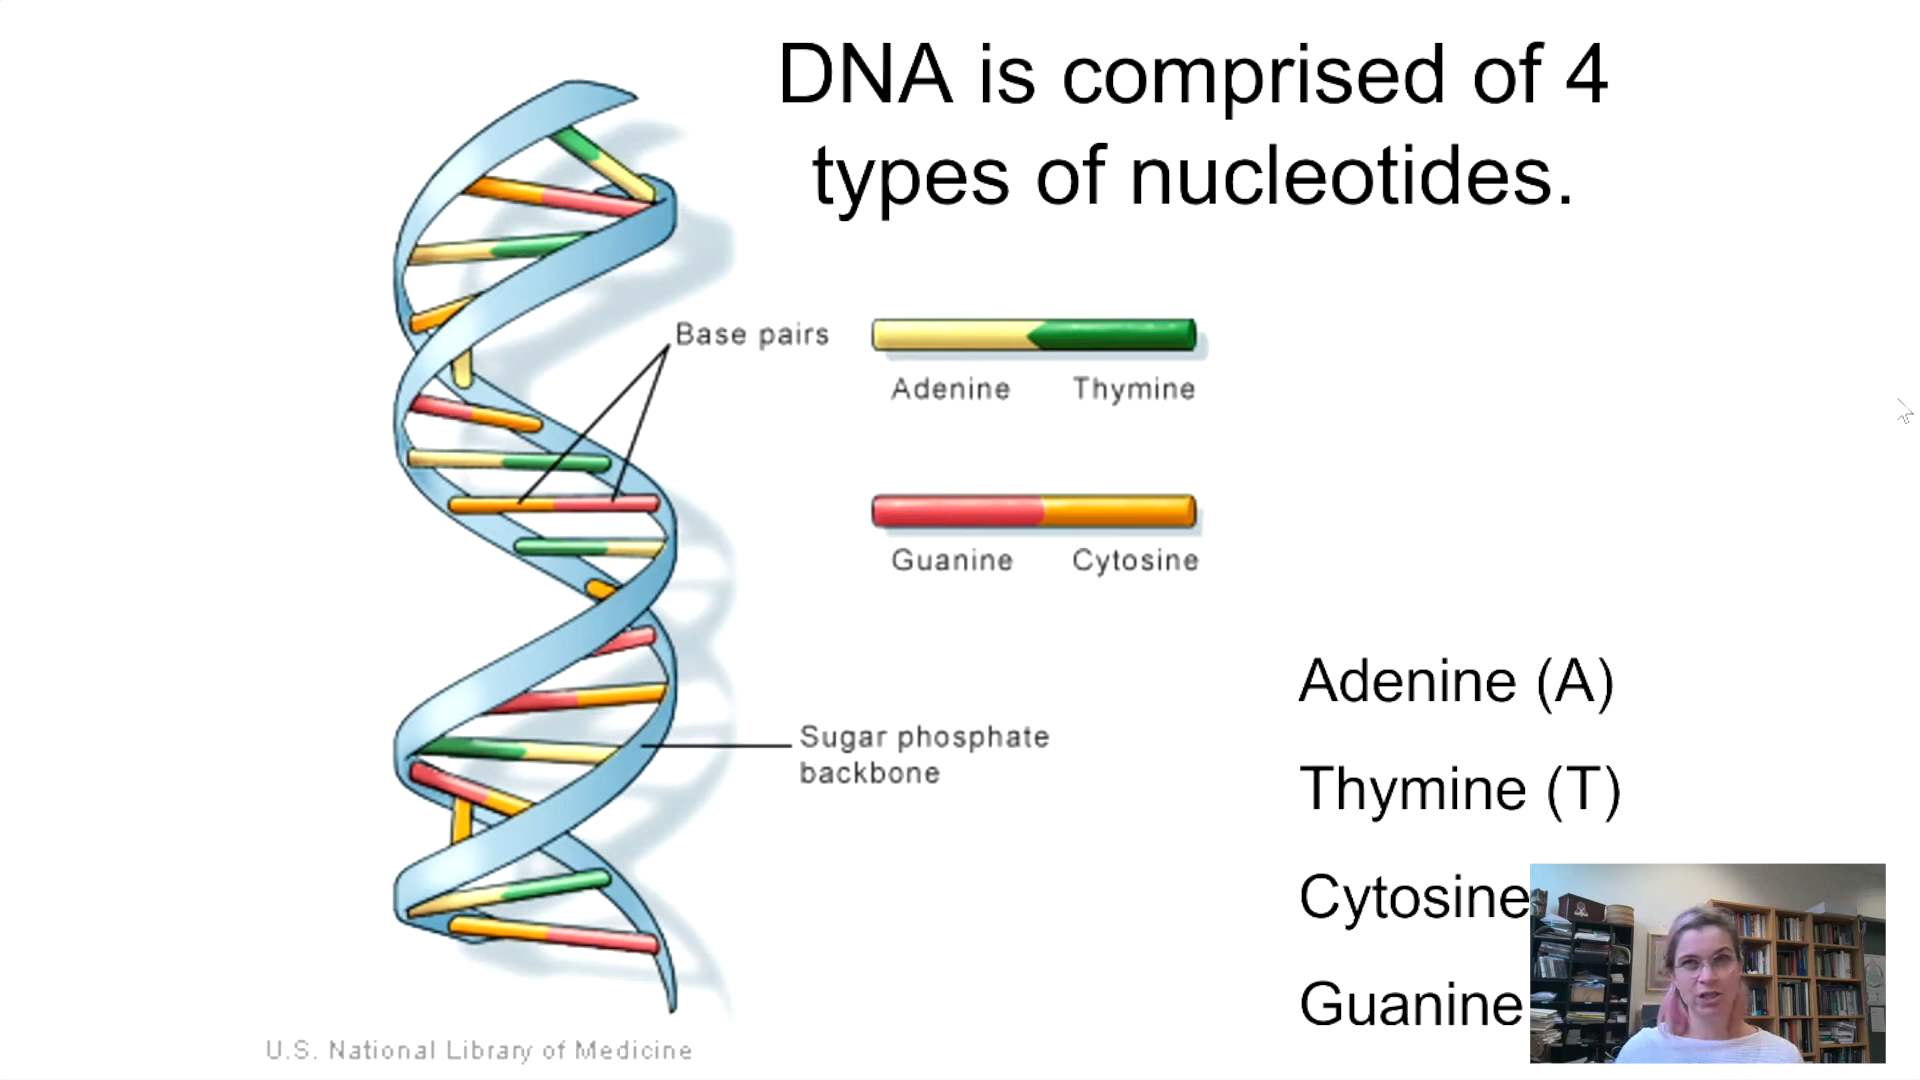 DNA is comprised of 4
types of nucleotides.
Base pairs
Adenine Thymine
Guanine Cytosine
Sugar phosphate
backbone
Adenine (A)
Thymine (T)
Cytosine
Guanine
U.S. National Library of Medicine